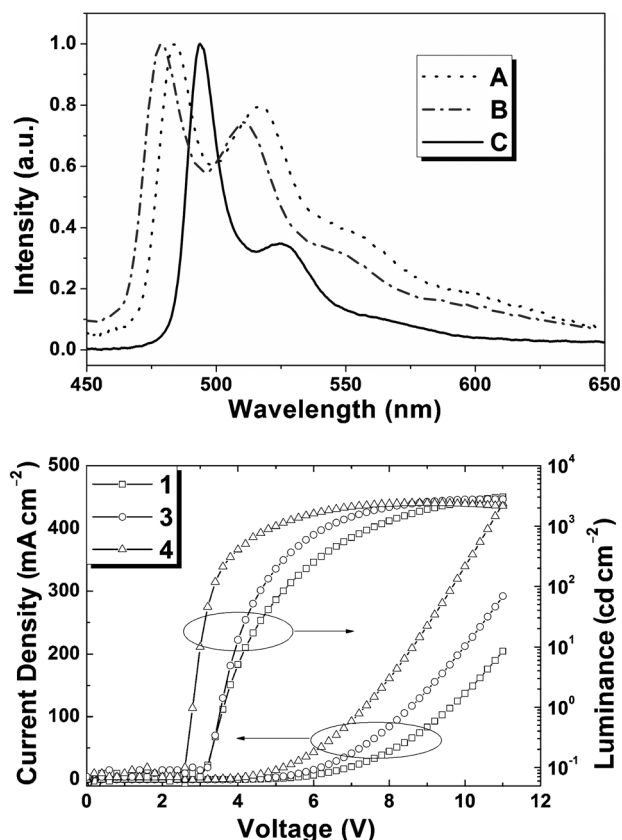 1.0
0.8
0.6
0.4
0.2
0.0
Intensity (a.u.)
A
B
C
450 500 550 600 650
Wavelength (nm)
500
400
300
200
100
0
Current Density (mA cm⁻²)
1
3
4
10⁴
10³
10²
10¹
10⁰
10⁻¹
Luminance (cd cm⁻²)
0 2 4 6 8 10 12
Voltage (V)